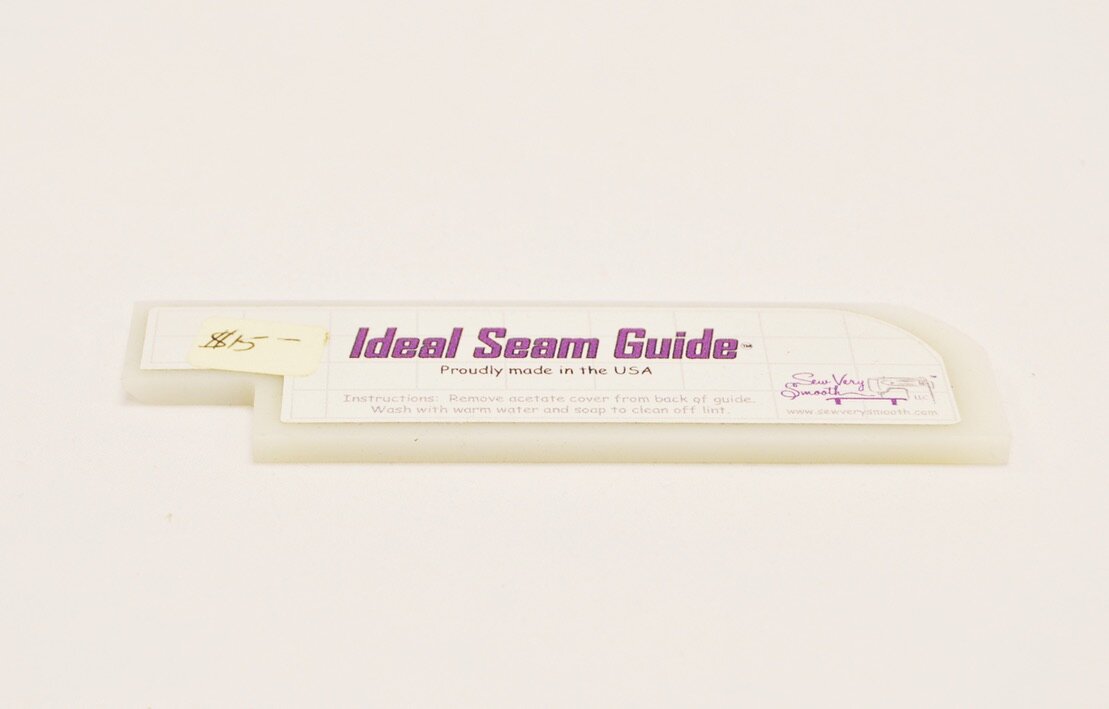 $15 —
Ideal Seam Guide™
Proudly made in the USA
Instructions: Remove acetate cover from back of guide.
Wash with warm water and soap to clean off lint.
Sew Very
Smooth LLC
www.sewverysmooth.com